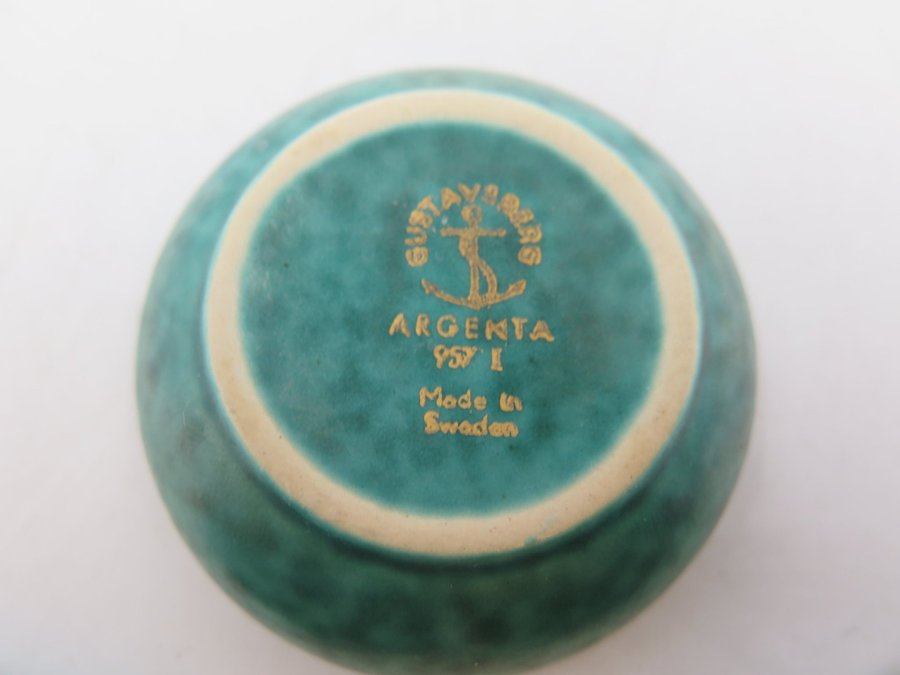 GUSTAVSBERG
ARGENTA
957 I
Made in
Sweden